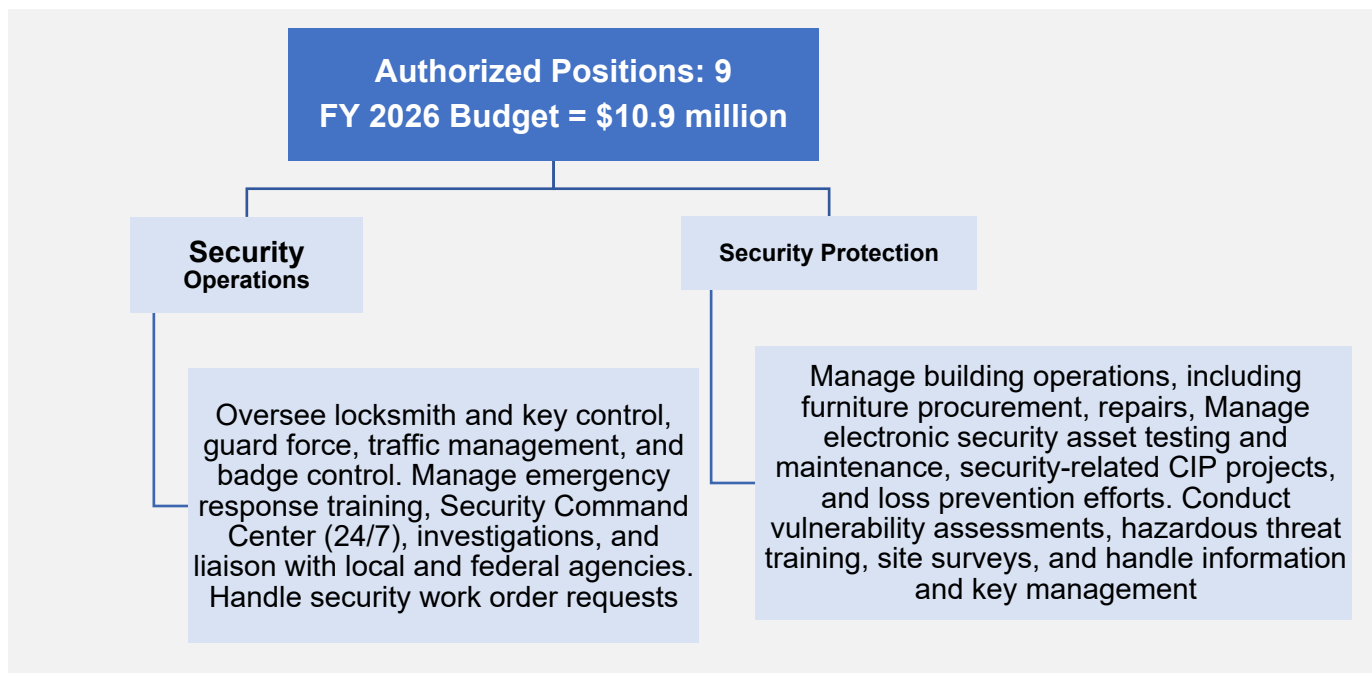 Authorized Positions: 9
FY 2026 Budget = $10.9 million
Security
Operations
Security Protection
Oversee locksmith and key control,
guard force, traffic management, and
badge control. Manage emergency
response training, Security Command
Center (24/7), investigations, and
liaison with local and federal agencies.
Handle security work order requests
Manage building operations, including
furniture procurement, repairs, Manage
electronic security asset testing and
maintenance, security-related CIP projects,
and loss prevention efforts. Conduct
vulnerability assessments, hazardous threat
training, site surveys, and handle information
and key management